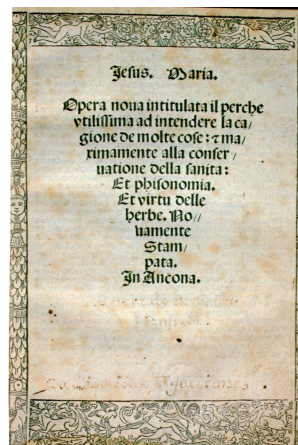 Jesus. Maria.
Opera noua intitulata il perche
vtilissima ad intendere la ca/
gione de molte cose: ⁊ ma/
ximamente alla conser/
uatione della sanita:
Et phisonomia.
Et virtu delle
herbe. No//
uamente
Stam/
pata.
In Ancona.